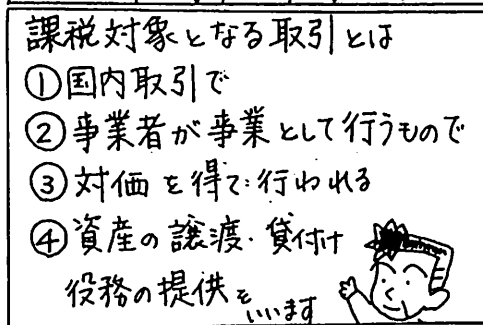 課税対象となる取引とは
①国内取引で
②事業者が事業として行うもので
③対価を得て行われる
④資産の譲渡・貸付け
役務の提供をいいます